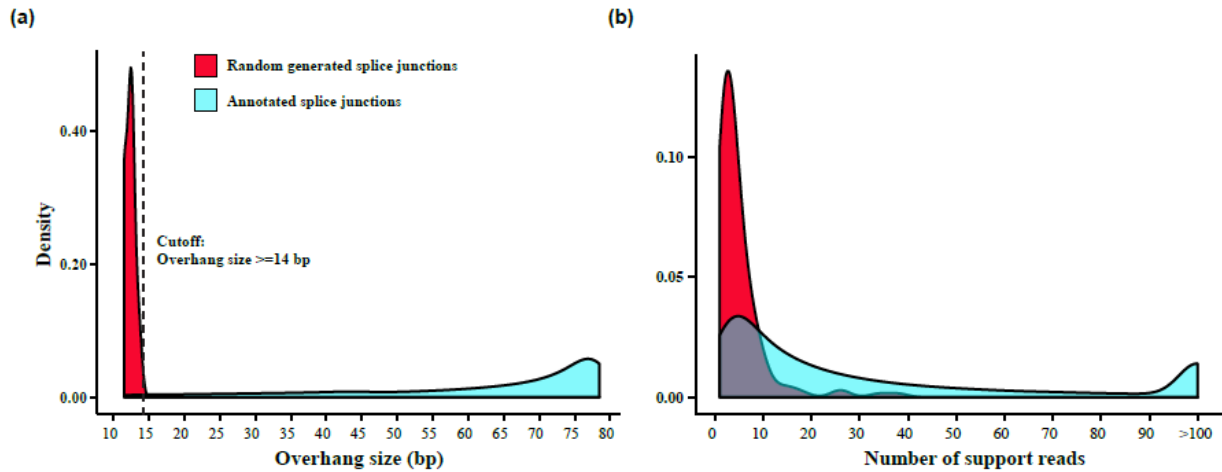 (a)
Random generated splice junctions
Annotated splice junctions
0.40
0.20
0.00
Density
Cutoff:
Overhang size >=14 bp
10 15 20 25 30 35 40 45 50 55 60 65 70 75 80
Overhang size (bp)
(b)
0.10
0.05
0.00
0 10 20 30 40 50 60 70 80 90 >100
Number of support reads